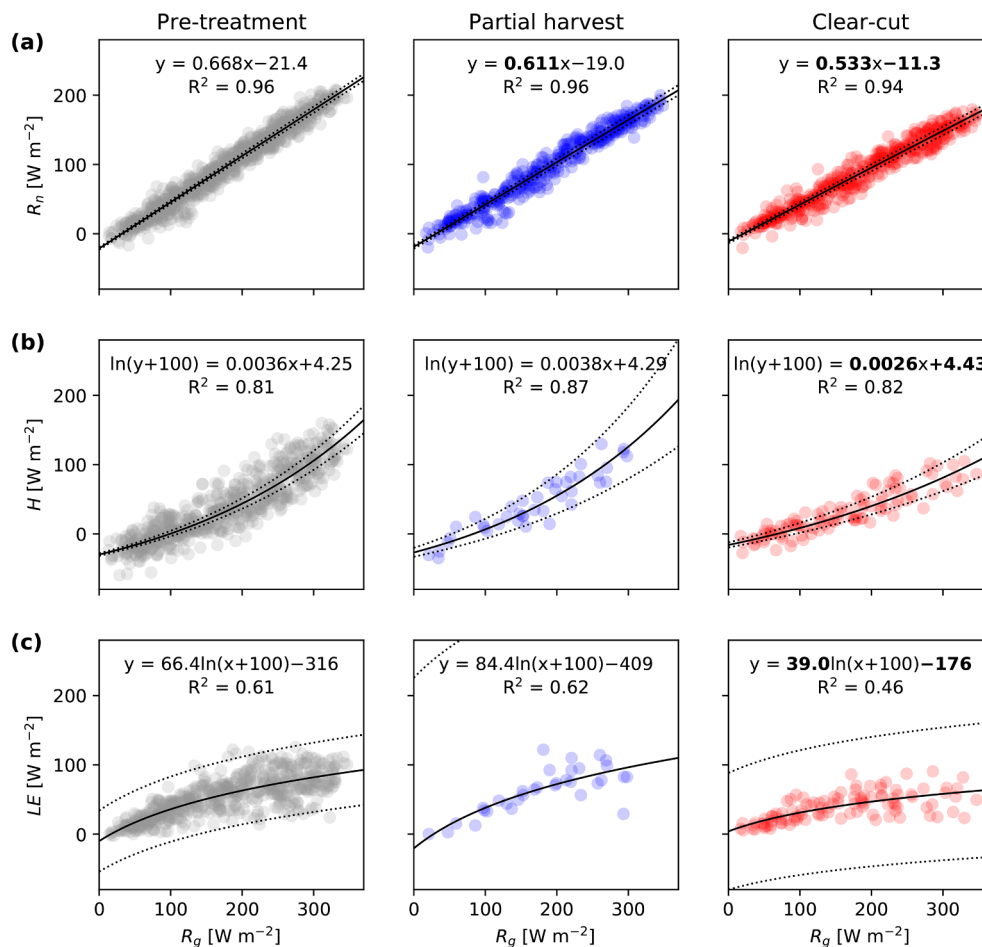 Pre-treatment Partial harvest Clear-cut
(a)
y = 0.668x−21.4
R² = 0.96
y = 0.611x−19.0
R² = 0.96
y = 0.533x−11.3
R² = 0.94
200
100
0
Rn [W m⁻²]
(b)
ln(y+100) = 0.0036x+4.25
R² = 0.81
ln(y+100) = 0.0038x+4.29
R² = 0.87
ln(y+100) = 0.0026x+4.43
R² = 0.82
200
100
0
H [W m⁻²]
(c)
y = 66.4ln(x+100)−316
R² = 0.61
y = 84.4ln(x+100)−409
R² = 0.62
y = 39.0ln(x+100)−176
R² = 0.46
200
100
0
LE [W m⁻²]
0 100 200 300 0 100 200 300 0 100 200 300
Rg [W m⁻²] Rg [W m⁻²] Rg [W m⁻²]